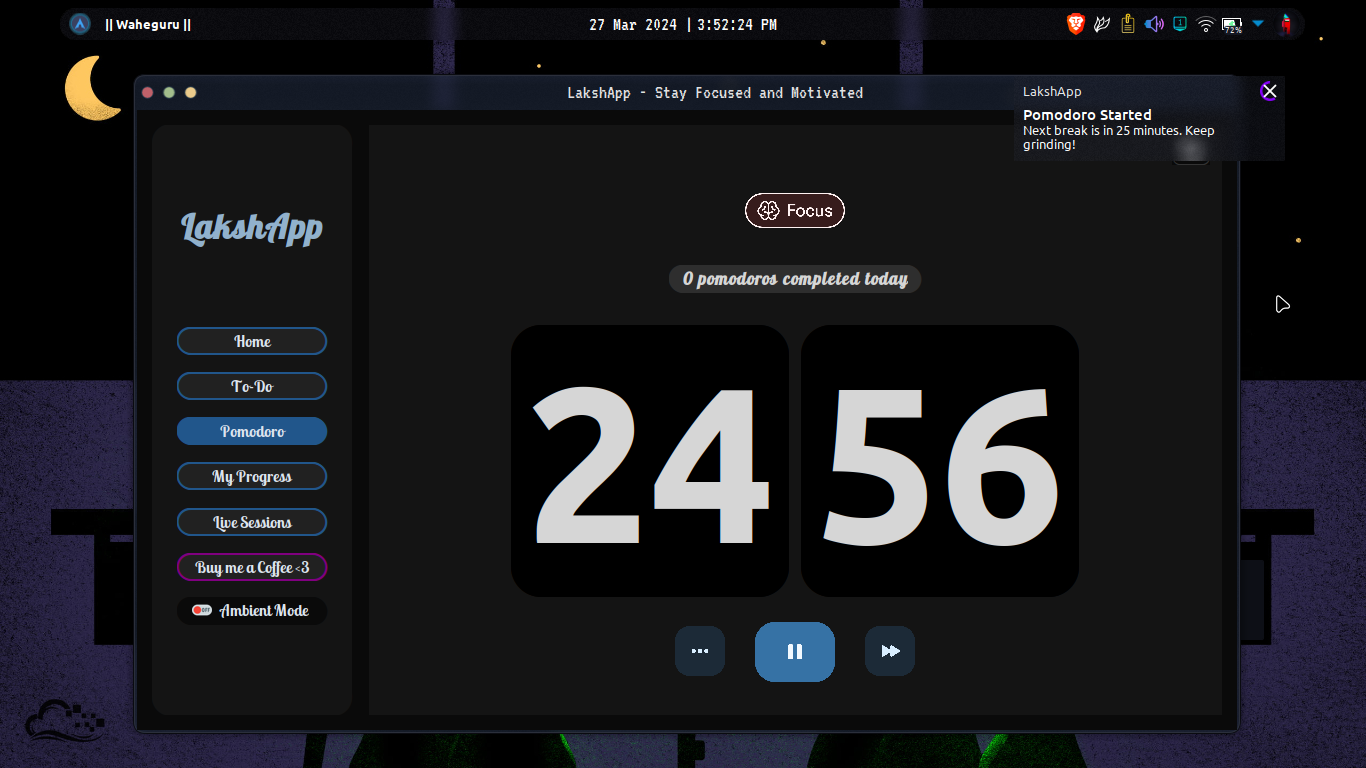 || Waheguru ||
27 Mar 2024 | 3:52:24 PM
1
72%
LakshApp - Stay Focused and Motivated
LakshApp
Pomodoro Started
Next break is in 25 minutes. Keep
grinding!
LakshApp
Home
To-Do
Pomodoro
My Progress
Live Sessions
Buy me a Coffee <3
OFF Ambient Mode
Focus
0 pomodoros completed today
24 56